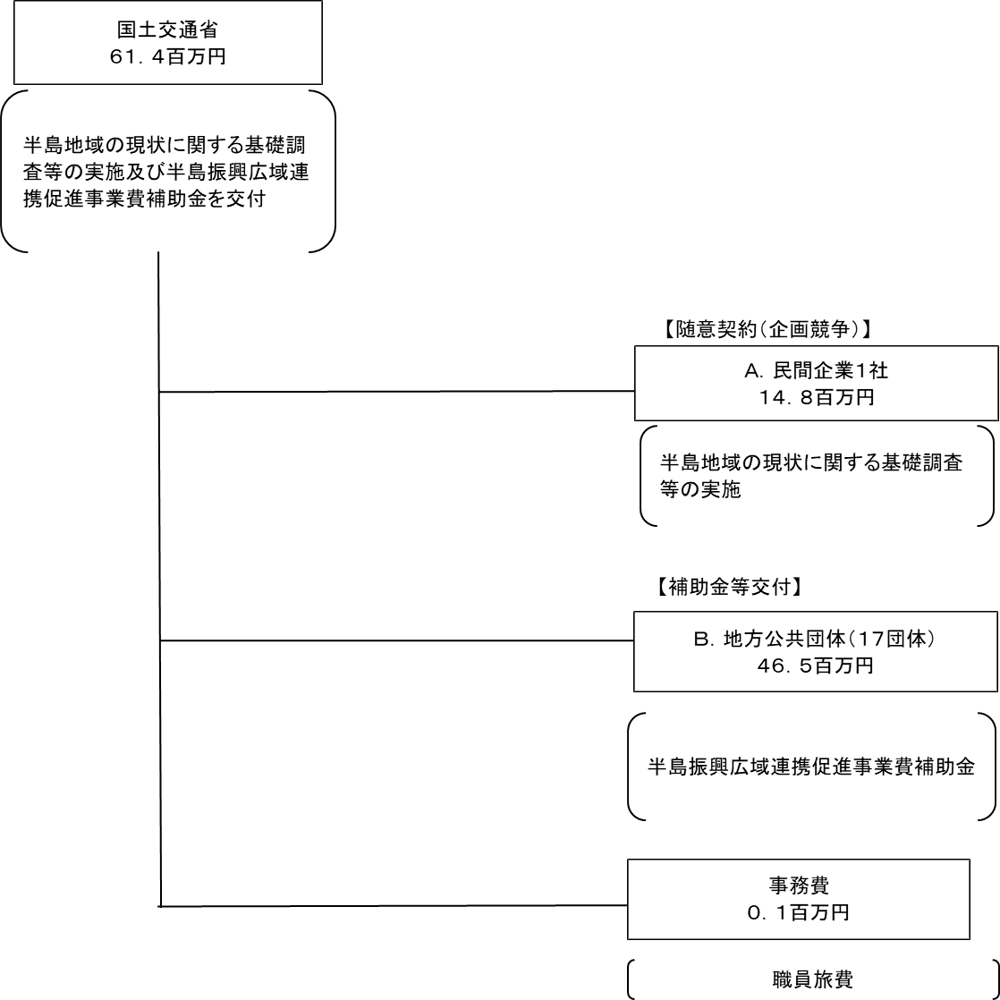 国土交通省
61．4百万円
半島地域の現状に関する基礎調
査等の実施及び半島振興広域連
携促進事業費補助金を交付
【随意契約（企画競争）】
A．民間企業1社
14．8百万円
半島地域の現状に関する基礎調査
等の実施
【補助金等交付】
B．地方公共団体（17団体）
46．5百万円
半島振興広域連携促進事業費補助金
事務費
0．1百万円
職員旅費